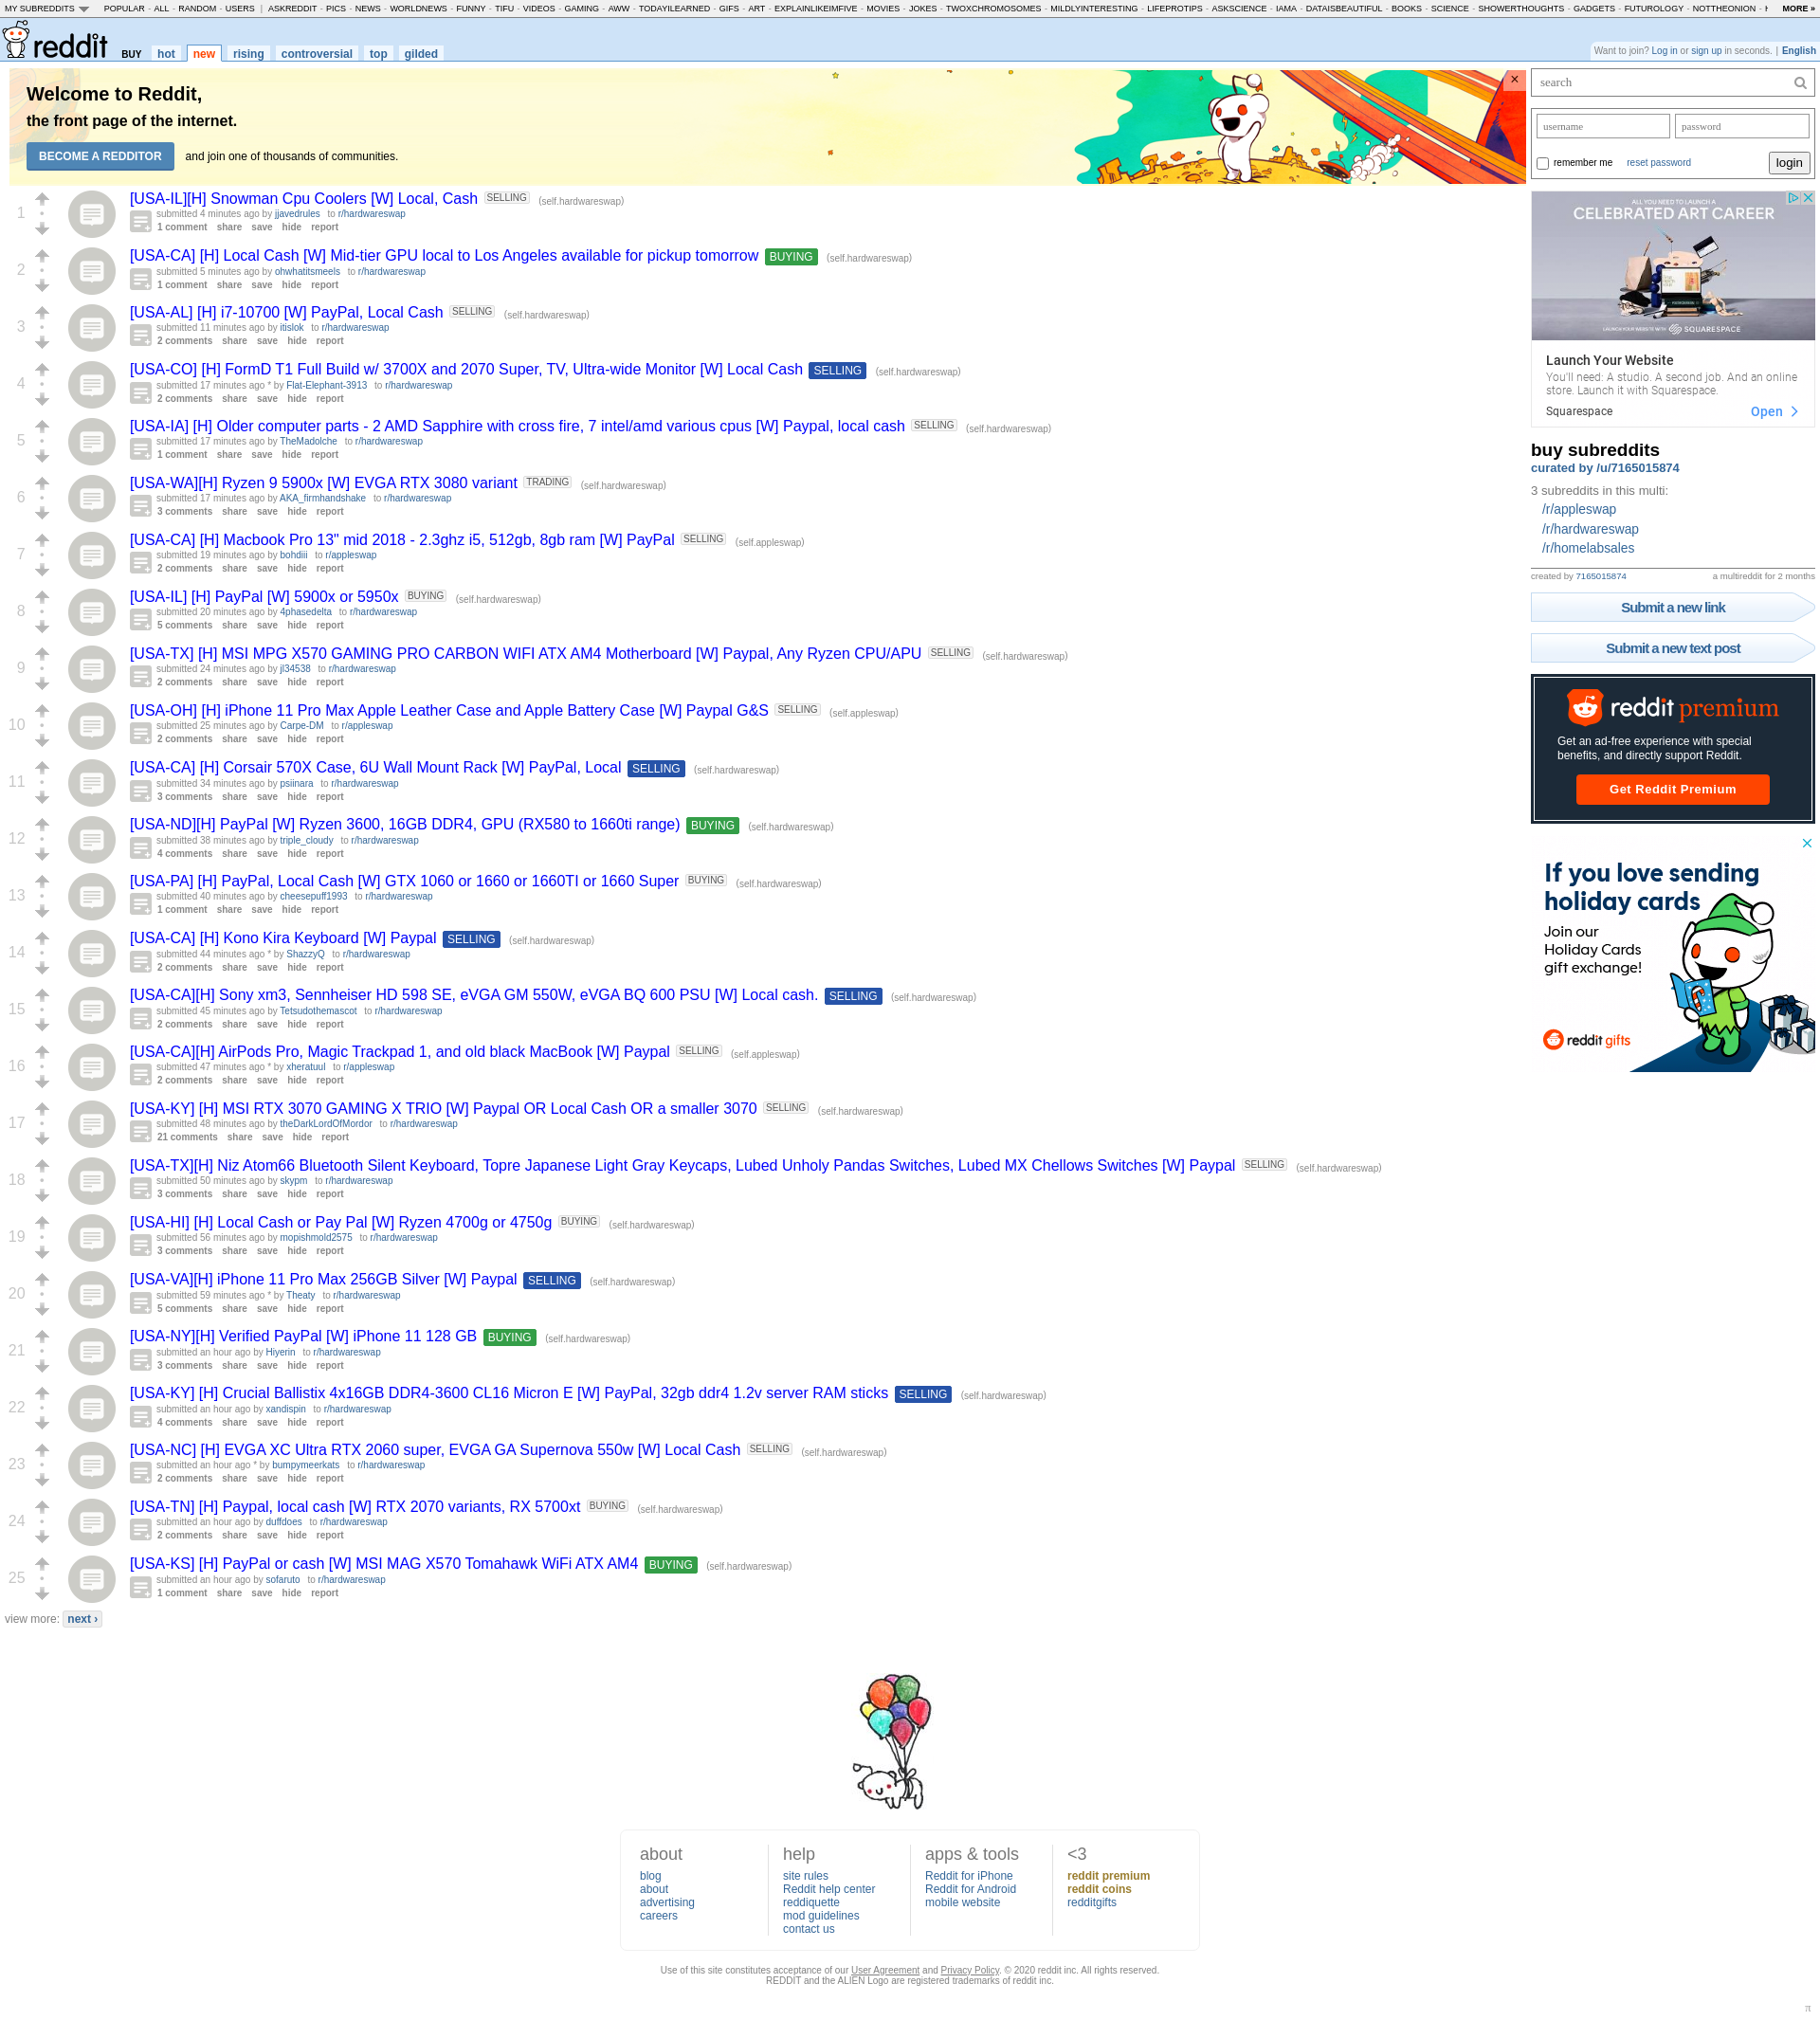 MY SUBREDDITS POPULAR - ALL - RANDOM - USERS | ASKREDDIT - PICS - NEWS - WORLDNEWS - FUNNY - TIFU - VIDEOS - GAMING - AWW - TODAYILEARNED - GIFS - ART - EXPLAINLIKEIMFIVE - MOVIES - JOKES - TWOXCHROMOSOMES - MILDLYINTERESTING - LIFEPROTIPS - ASKSCIENCE - IAMA - DATAISBEAUTIFUL - BOOKS - SCIENCE - SHOWERTHOUGHTS - GADGETS - FUTUROLOGY - NOTTHEONION - MORE »
reddit BUY hot new rising controversial top gilded
Want to join? Log in or sign up in seconds. | English
Welcome to Reddit,
the front page of the internet.
BECOME A REDDITOR and join one of thousands of communities.
×
1
[USA-IL][H] Snowman Cpu Coolers [W] Local, Cash SELLING (self.hardwareswap)
submitted 4 minutes ago by jjavedrules to r/hardwareswap
1 comment share save hide report
2
[USA-CA] [H] Local Cash [W] Mid-tier GPU local to Los Angeles available for pickup tomorrow BUYING (self.hardwareswap)
submitted 5 minutes ago by ohwhatitsmeels to r/hardwareswap
1 comment share save hide report
3
[USA-AL] [H] i7-10700 [W] PayPal, Local Cash SELLING (self.hardwareswap)
submitted 11 minutes ago by itislok to r/hardwareswap
2 comments share save hide report
4
[USA-CO] [H] FormD T1 Full Build w/ 3700X and 2070 Super, TV, Ultra-wide Monitor [W] Local Cash SELLING (self.hardwareswap)
submitted 17 minutes ago * by Flat-Elephant-3913 to r/hardwareswap
2 comments share save hide report
5
[USA-IA] [H] Older computer parts - 2 AMD Sapphire with cross fire, 7 intel/amd various cpus [W] Paypal, local cash SELLING (self.hardwareswap)
submitted 17 minutes ago by TheMadolche to r/hardwareswap
1 comment share save hide report
6
[USA-WA][H] Ryzen 9 5900x [W] EVGA RTX 3080 variant TRADING (self.hardwareswap)
submitted 17 minutes ago by AKA_firmhandshake to r/hardwareswap
3 comments share save hide report
7
[USA-CA] [H] Macbook Pro 13" mid 2018 - 2.3ghz i5, 512gb, 8gb ram [W] PayPal SELLING (self.appleswap)
submitted 19 minutes ago by bohdiii to r/appleswap
2 comments share save hide report
8
[USA-IL] [H] PayPal [W] 5900x or 5950x BUYING (self.hardwareswap)
submitted 20 minutes ago by 4phasedelta to r/hardwareswap
5 comments share save hide report
9
[USA-TX] [H] MSI MPG X570 GAMING PRO CARBON WIFI ATX AM4 Motherboard [W] Paypal, Any Ryzen CPU/APU SELLING (self.hardwareswap)
submitted 24 minutes ago by jl34538 to r/hardwareswap
2 comments share save hide report
10
[USA-OH] [H] iPhone 11 Pro Max Apple Leather Case and Apple Battery Case [W] Paypal G&S SELLING (self.appleswap)
submitted 25 minutes ago by Carpe-DM to r/appleswap
2 comments share save hide report
11
[USA-CA] [H] Corsair 570X Case, 6U Wall Mount Rack [W] PayPal, Local SELLING (self.hardwareswap)
submitted 34 minutes ago by psiinara to r/hardwareswap
3 comments share save hide report
12
[USA-ND][H] PayPal [W] Ryzen 3600, 16GB DDR4, GPU (RX580 to 1660ti range) BUYING (self.hardwareswap)
submitted 38 minutes ago by triple_cloudy to r/hardwareswap
4 comments share save hide report
13
[USA-PA] [H] PayPal, Local Cash [W] GTX 1060 or 1660 or 1660TI or 1660 Super BUYING (self.hardwareswap)
submitted 40 minutes ago by cheesepuff1993 to r/hardwareswap
1 comment share save hide report
14
[USA-CA] [H] Kono Kira Keyboard [W] Paypal SELLING (self.hardwareswap)
submitted 44 minutes ago * by ShazzyQ to r/hardwareswap
2 comments share save hide report
15
[USA-CA][H] Sony xm3, Sennheiser HD 598 SE, eVGA GM 550W, eVGA BQ 600 PSU [W] Local cash. SELLING (self.hardwareswap)
submitted 45 minutes ago by Tetsudothemascot to r/hardwareswap
2 comments share save hide report
16
[USA-CA][H] AirPods Pro, Magic Trackpad 1, and old black MacBook [W] Paypal SELLING (self.appleswap)
submitted 47 minutes ago * by xheratuul to r/appleswap
2 comments share save hide report
17
[USA-KY] [H] MSI RTX 3070 GAMING X TRIO [W] Paypal OR Local Cash OR a smaller 3070 SELLING (self.hardwareswap)
submitted 48 minutes ago by theDarkLordOfMordor to r/hardwareswap
21 comments share save hide report
18
[USA-TX][H] Niz Atom66 Bluetooth Silent Keyboard, Topre Japanese Light Gray Keycaps, Lubed Unholy Pandas Switches, Lubed MX Chellows Switches [W] Paypal SELLING (self.hardwareswap)
submitted 50 minutes ago by skypm to r/hardwareswap
3 comments share save hide report
19
[USA-HI] [H] Local Cash or Pay Pal [W] Ryzen 4700g or 4750g BUYING (self.hardwareswap)
submitted 56 minutes ago by mopishmold2575 to r/hardwareswap
3 comments share save hide report
20
[USA-VA][H] iPhone 11 Pro Max 256GB Silver [W] Paypal SELLING (self.hardwareswap)
submitted 59 minutes ago * by Theaty to r/hardwareswap
5 comments share save hide report
21
[USA-NY][H] Verified PayPal [W] iPhone 11 128 GB BUYING (self.hardwareswap)
submitted an hour ago by Hiyerin to r/hardwareswap
3 comments share save hide report
22
[USA-KY] [H] Crucial Ballistix 4x16GB DDR4-3600 CL16 Micron E [W] PayPal, 32gb ddr4 1.2v server RAM sticks SELLING (self.hardwareswap)
submitted an hour ago by xandispin to r/hardwareswap
4 comments share save hide report
23
[USA-NC] [H] EVGA XC Ultra RTX 2060 super, EVGA GA Supernova 550w [W] Local Cash SELLING (self.hardwareswap)
submitted an hour ago * by bumpymeerkats to r/hardwareswap
2 comments share save hide report
24
[USA-TN] [H] Paypal, local cash [W] RTX 2070 variants, RX 5700xt BUYING (self.hardwareswap)
submitted an hour ago by duffdoes to r/hardwareswap
2 comments share save hide report
25
[USA-KS] [H] PayPal or cash [W] MSI MAG X570 Tomahawk WiFi ATX AM4 BUYING (self.hardwareswap)
submitted an hour ago by sofaruto to r/hardwareswap
1 comment share save hide report
view more: next ›
search
username password
remember me reset password login
ALL YOU NEED TO LAUNCH A
CELEBRATED ART CAREER
LAUNCH YOUR WEBSITE WITH SQUARESPACE
Launch Your Website
You'll need: A studio. A second job. And an online
store. Launch it with Squarespace.
Squarespace Open
buy subreddits
curated by /u/7165015874
3 subreddits in this multi:
/r/appleswap
/r/hardwareswap
/r/homelabsales
created by 7165015874 a multireddit for 2 months
Submit a new link
Submit a new text post
reddit premium
Get an ad-free experience with special
benefits, and directly support Reddit.
Get Reddit Premium
If you love sending
holiday cards
Join our
Holiday Cards
gift exchange!
reddit gifts
about help apps & tools <3
blog site rules Reddit for iPhone reddit premium
about Reddit help center Reddit for Android reddit coins
advertising reddiquette mobile website redditgifts
careers mod guidelines
contact us
Use of this site constitutes acceptance of our User Agreement and Privacy Policy. © 2020 reddit inc. All rights reserved.
REDDIT and the ALIEN Logo are registered trademarks of reddit inc.
π